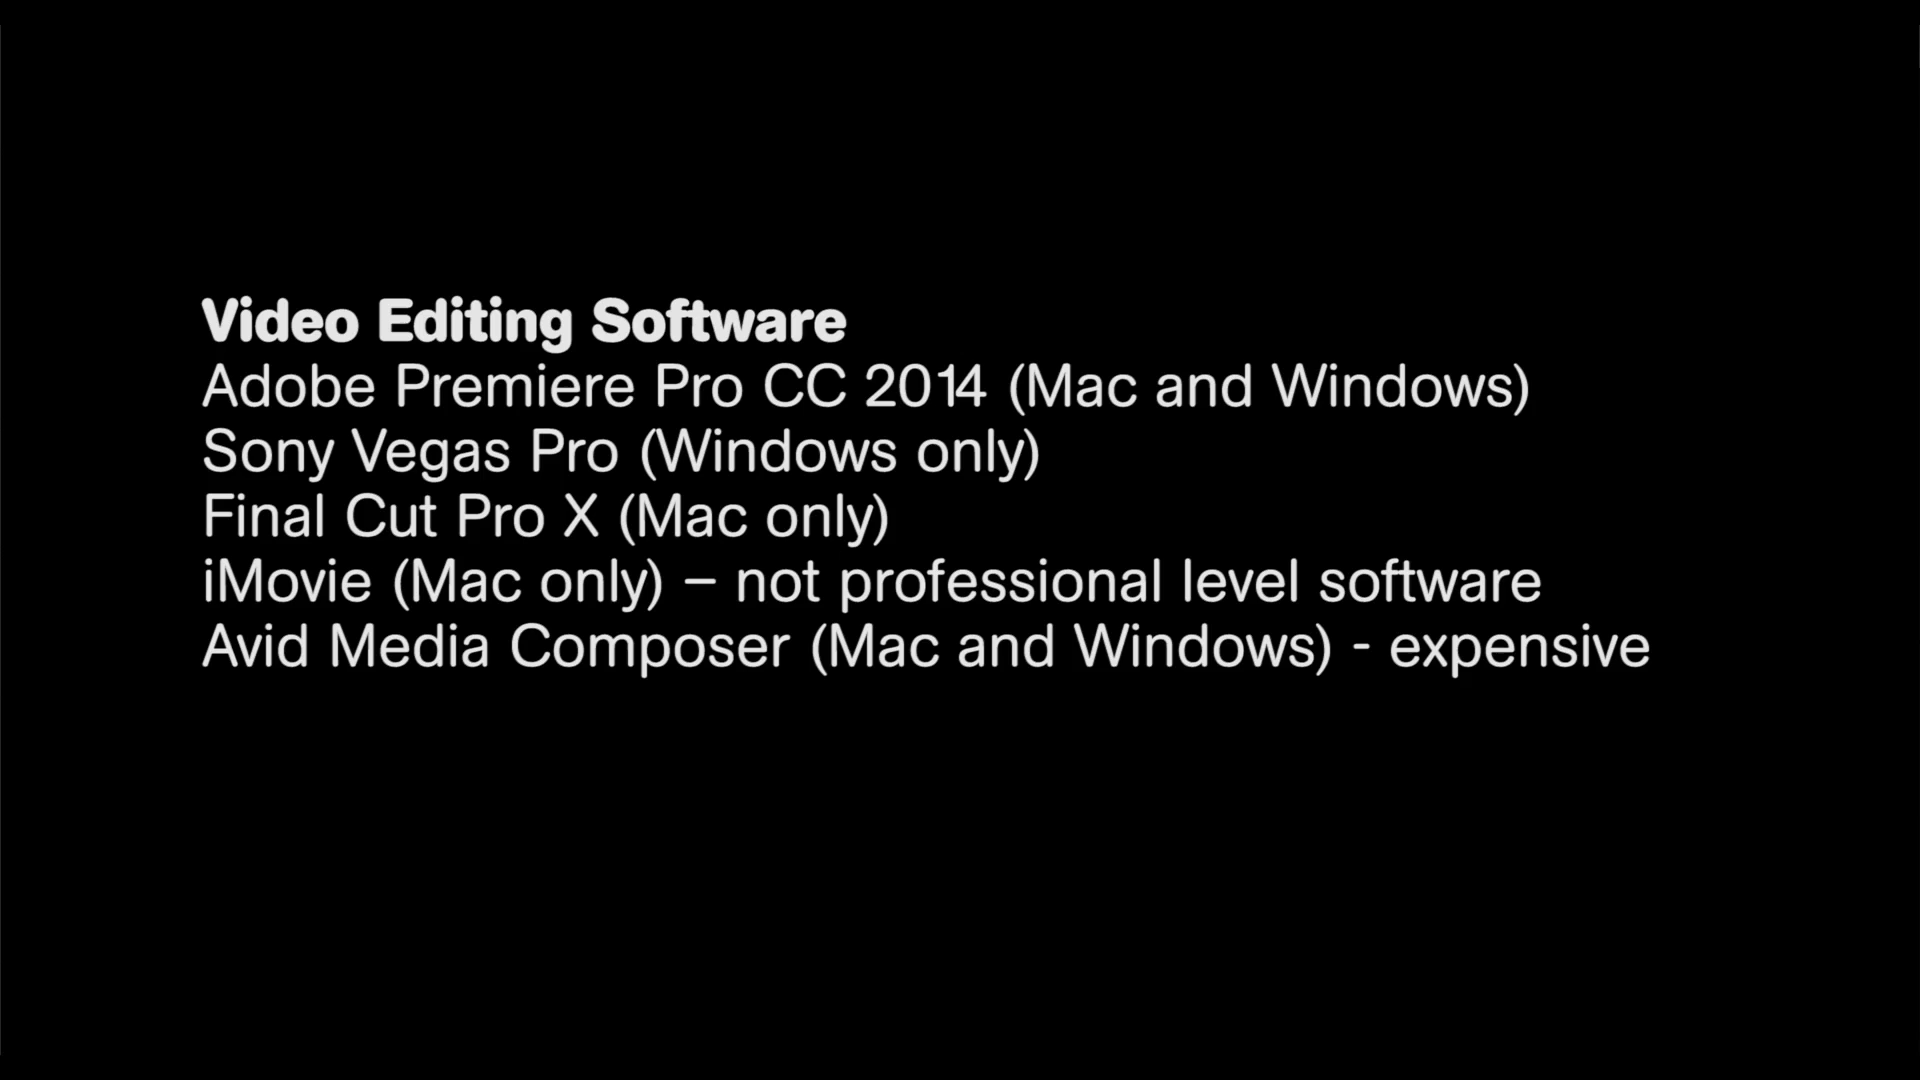 Video Editing Software
Adobe Premiere Pro CC 2014 (Mac and Windows)
Sony Vegas Pro (Windows only)
Final Cut Pro X (Mac only)
iMovie (Mac only) – not professional level software
Avid Media Composer (Mac and Windows) - expensive